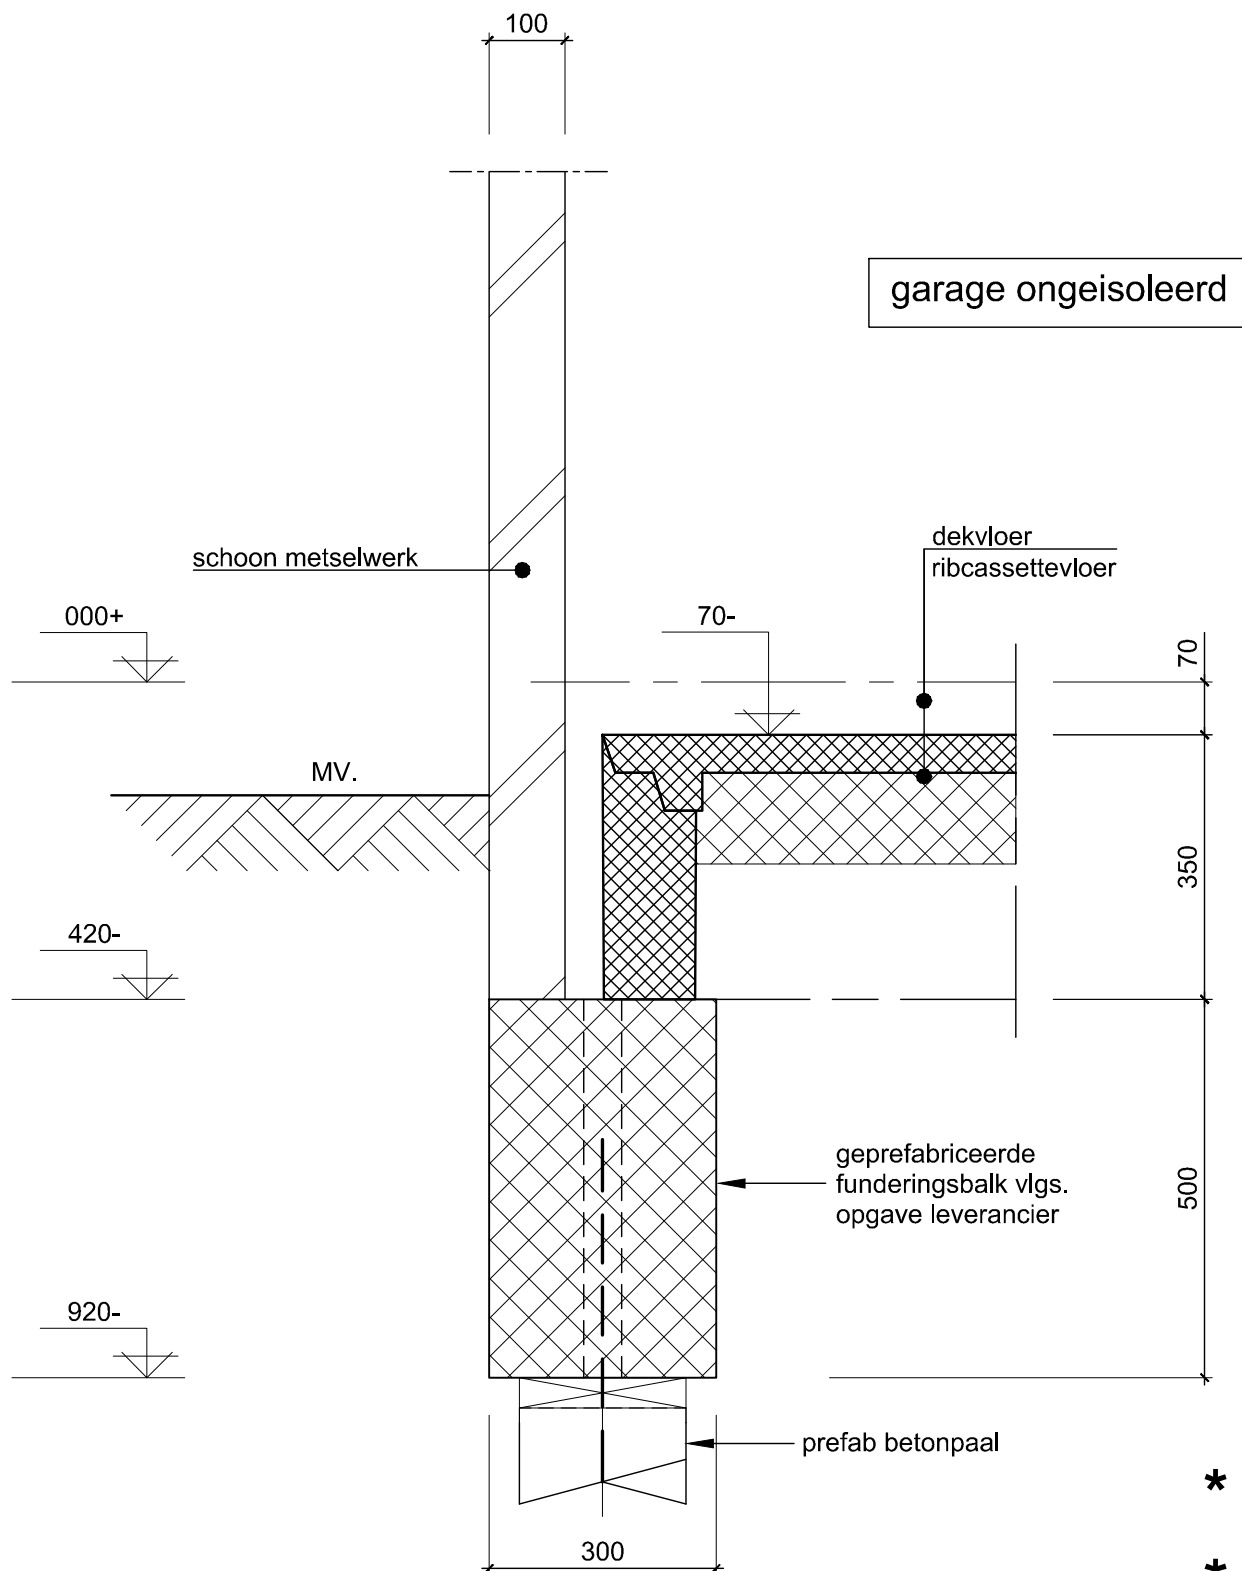 100
garage ongeisoleerd
schoon metselwerk
dekvloer
ribcassettevloer
000+
70-
70
MV.
350
420-
geprefabriceerde
funderingsbalk vlgs.
opgave leverancier
500
920-
prefab betonpaal
*
300
*